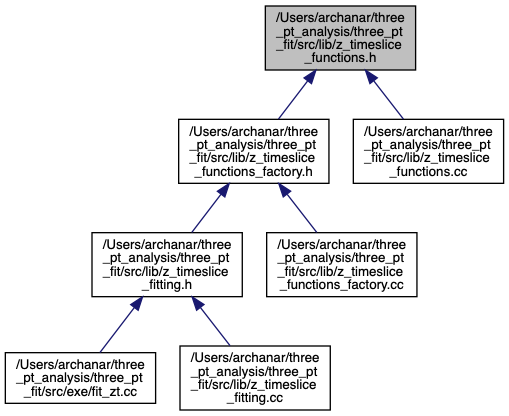 /Users/archanar/three
_pt_analysis/three_pt
_fit/src/lib/z_timeslice
_functions.h
/Users/archanar/three
_pt_analysis/three_pt
_fit/src/lib/z_timeslice
_functions_factory.h
/Users/archanar/three
_pt_analysis/three_pt
_fit/src/lib/z_timeslice
_functions.cc
/Users/archanar/three
_pt_analysis/three_pt
_fit/src/lib/z_timeslice
_fitting.h
/Users/archanar/three
_pt_analysis/three_pt
_fit/src/lib/z_timeslice
_functions_factory.cc
/Users/archanar/three
_pt_analysis/three_pt
_fit/src/exe/fit_zt.cc
/Users/archanar/three
_pt_analysis/three_pt
_fit/src/lib/z_timeslice
_fitting.cc